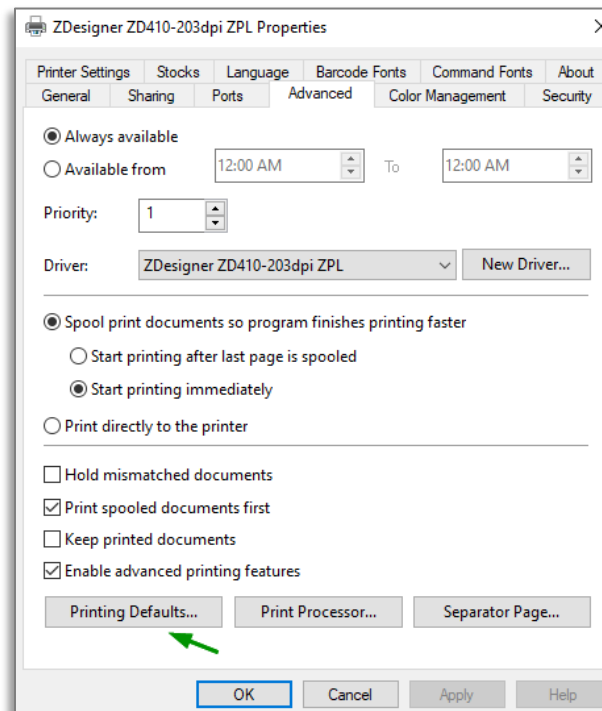 ZDesigner ZD410-203dpi ZPL Properties
Printer Settings Stocks Language Barcode Fonts Command Fonts About
General Sharing Ports Advanced Color Management Security
Always available
Available from 12:00 AM To 12:00 AM
Priority: 1
Driver: ZDesigner ZD410-203dpi ZPL New Driver...
Spool print documents so program finishes printing faster
Start printing after last page is spooled
Start printing immediately
Print directly to the printer
Hold mismatched documents
Print spooled documents first
Keep printed documents
Enable advanced printing features
Printing Defaults... Print Processor... Separator Page...
OK Cancel Apply Help